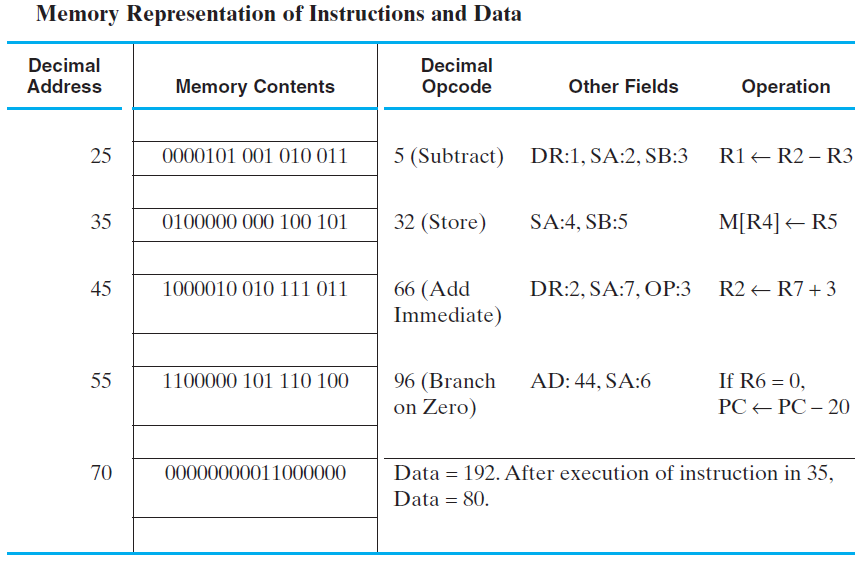 Memory Representation of Instructions and Data
Decimal Address Memory Contents Decimal Opcode Other Fields Operation
25 0000101 001 010 011 5 (Subtract) DR:1, SA:2, SB:3 R1 ← R2 – R3
35 0100000 000 100 101 32 (Store) SA:4, SB:5 M[R4] ← R5
45 1000010 010 111 011 66 (Add DR:2, SA:7, OP:3 R2 ← R7 + 3
Immediate)
55 1100000 101 110 100 96 (Branch AD: 44, SA:6 If R6 = 0,
on Zero) PC ← PC – 20
70 00000000011000000 Data = 192. After execution of instruction in 35,
Data = 80.